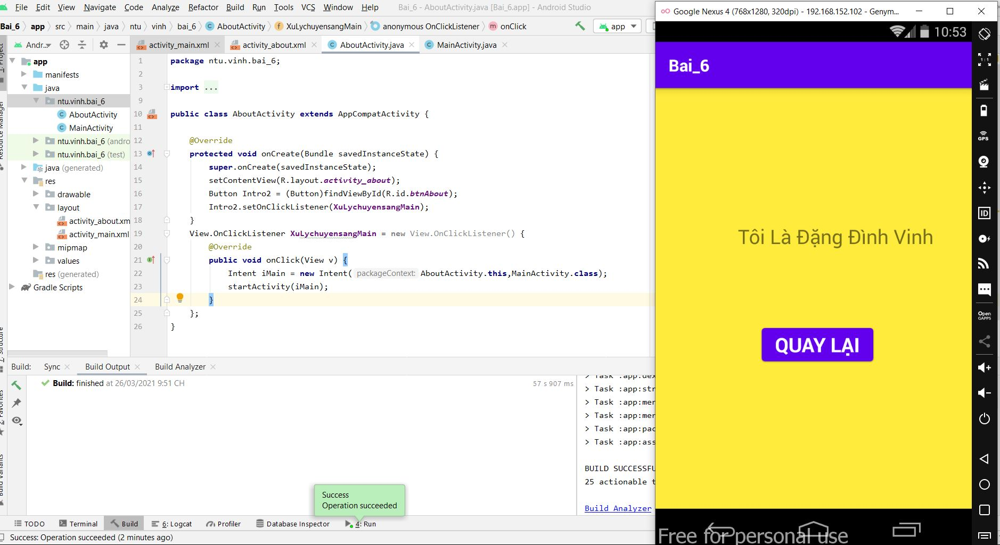 File Edit View Navigate Code Analyze Refactor Build Run Tools VCS Window Help Bai_6 - AboutActivity.java [Bai_6.app] - Android Studio
Bai_6 app src main java ntu vinh bai_6 AboutActivity XuLychuyensangMain anonymous OnClickListener onClick app
Andr...
activity_main.xml activity_about.xml AboutActivity.java MainActivity.java
1: Project
Resource Manager
Z: Structure
2: Favorites
Build Variants
app
manifests
java
ntu.vinh.bai_6
AboutActivity
MainActivity
ntu.vinh.bai_6 (andro
ntu.vinh.bai_6 (test)
java (generated)
res
drawable
layout
activity_about.xm
activity_main.xml
mipmap
values
res (generated)
Gradle Scripts
1 package ntu.vinh.bai_6;
2
3 import ...
9
10 public class AboutActivity extends AppCompatActivity {
11
12 @Override
13 protected void onCreate(Bundle savedInstanceState) {
14 super.onCreate(savedInstanceState);
15 setContentView(R.layout.activity_about);
16 Button Intro2 = (Button)findViewById(R.id.btnAbout);
17 Intro2.setOnClickListener(XuLychuyensangMain);
18 }
19 View.OnClickListener XuLychuyensangMain = new View.OnClickListener() {
20 @Override
21 public void onClick(View v) {
22 Intent iMain = new Intent( packageContext: AboutActivity.this,MainActivity.class);
23 startActivity(iMain);
24 }
25 };
26 }
Build: Sync Build Output Build Analyzer
Build: finished at 26/03/2021 9:51 CH 57 s 907 ms
> Task :app:dex
> Task :app:str
> Task :app:mer
> Task :app:mer
> Task :app:pac
> Task :app:ass
BUILD SUCCESSFU
25 actionable t
Build Analyzer
Success
Operation succeeded
TODO Terminal Build 6: Logcat Profiler Database Inspector 4: Run
Success: Operation succeeded (2 minutes ago)
Google Nexus 4 (768x1280, 320dpi) - 192.168.152.102 - Genym...
10:53
Bai_6
Tôi Là Đặng Đình Vinh
QUAY LẠI
Free for personal use
1:1
GPS
ID
Open
GAPPS